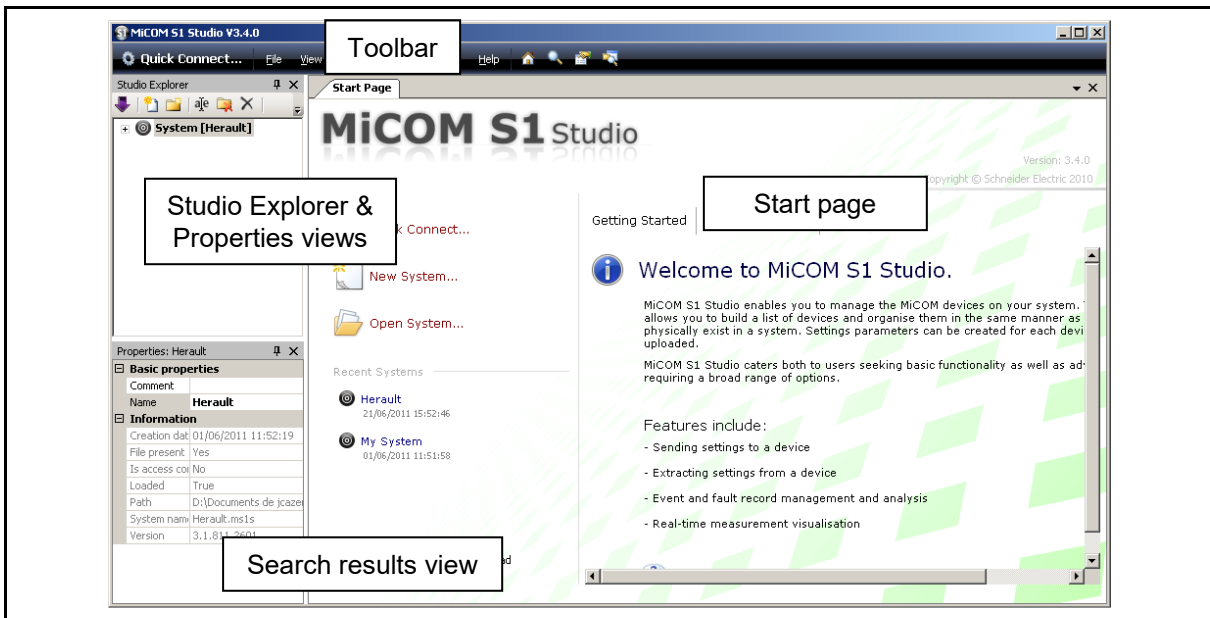 MiCOM S1 Studio V3.4.0
Toolbar
Quick Connect... File View Help
Studio Explorer
Start Page
aje
System [Herault]
MiCOM S1 Studio
Version: 3.4.0
Copyright © Schneider Electric 2010
Studio Explorer &
Properties views
Start page
Connect...
Getting Started
New System...
Open System...
Welcome to MiCOM S1 Studio.
MiCOM S1 Studio enables you to manage the MiCOM devices on your system.
allows you to build a list of devices and organise them in the same manner as
physically exist in a system. Settings parameters can be created for each devi
uploaded.
MiCOM S1 Studio caters both to users seeking basic functionality as well as ad
requiring a broad range of options.
Features include:
- Sending settings to a device
- Extracting settings from a device
- Event and fault record management and analysis
- Real-time measurement visualisation
Recent Systems
Herault
21/06/2011 15:52:46
My System
01/06/2011 11:51:58
Properties: Herault
Basic properties
Comment
Name Herault
Information
Creation dat 01/06/2011 11:52:19
File present Yes
Is access con No
Loaded True
Path D:\Documents de jcazen
System name Herault.ms1s
Version 3.1.811.2601
Search results view